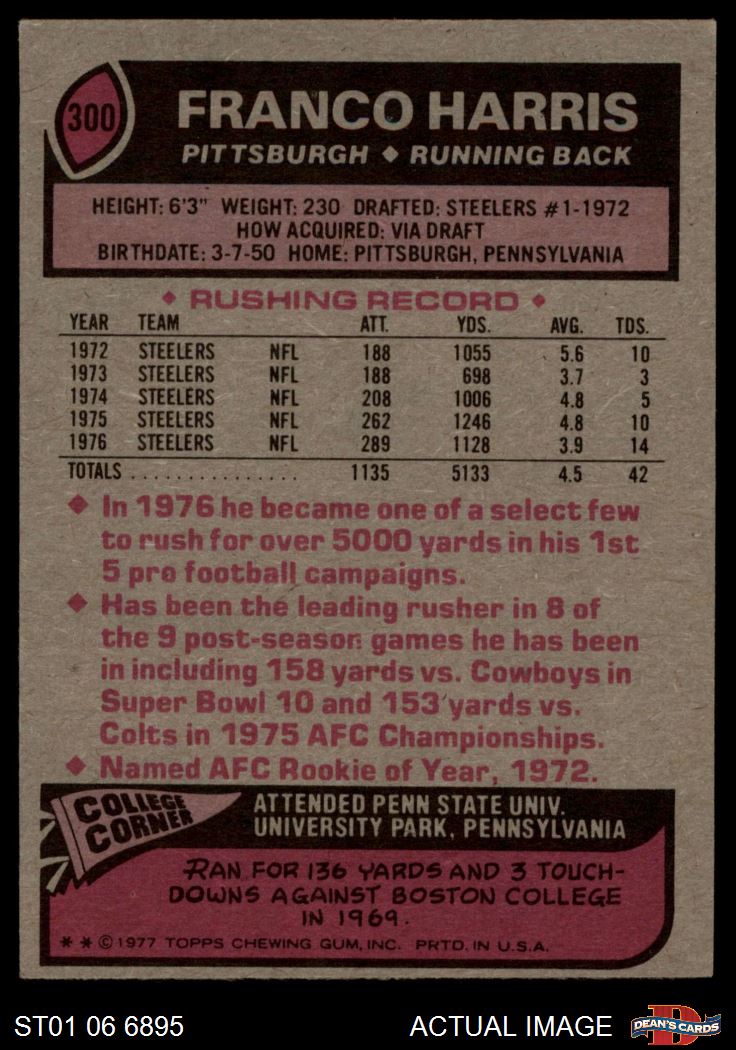 300
FRANCO HARRIS
PITTSBURGH ◆ RUNNING BACK
HEIGHT: 6'3" WEIGHT: 230 DRAFTED: STEELERS #1-1972
HOW ACQUIRED: VIA DRAFT
BIRTHDATE: 3-7-50 HOME: PITTSBURGH, PENNSYLVANIA
◆ RUSHING RECORD ◆
YEAR TEAM ATT. YDS. AVG. TDS.
1972 STEELERS NFL 188 1055 5.6 10
1973 STEELERS NFL 188 698 3.7 3
1974 STEELERS NFL 208 1006 4.8 5
1975 STEELERS NFL 262 1246 4.8 10
1976 STEELERS NFL 289 1128 3.9 14
TOTALS . . . . . . . . . . . . . . . 1135 5133 4.5 42
◆ In 1976 he became one of a select few
to rush for over 5000 yards in his 1st
5 pro football campaigns.
◆ Has been the leading rusher in 8 of
the 9 post-season games he has been
in including 158 yards vs. Cowboys in
Super Bowl 10 and 153 yards vs.
Colts in 1975 AFC Championships.
◆ Named AFC Rookie of Year, 1972.
COLLEGE
CORNER
ATTENDED PENN STATE UNIV.
UNIVERSITY PARK, PENNSYLVANIA
RAN FOR 136 YARDS AND 3 TOUCH-
DOWNS AGAINST BOSTON COLLEGE
IN 1969.
* * © 1977 TOPPS CHEWING GUM, INC. PRTD. IN U.S.A.
ST01 06 6895 ACTUAL IMAGE
D
DEAN'S CARDS